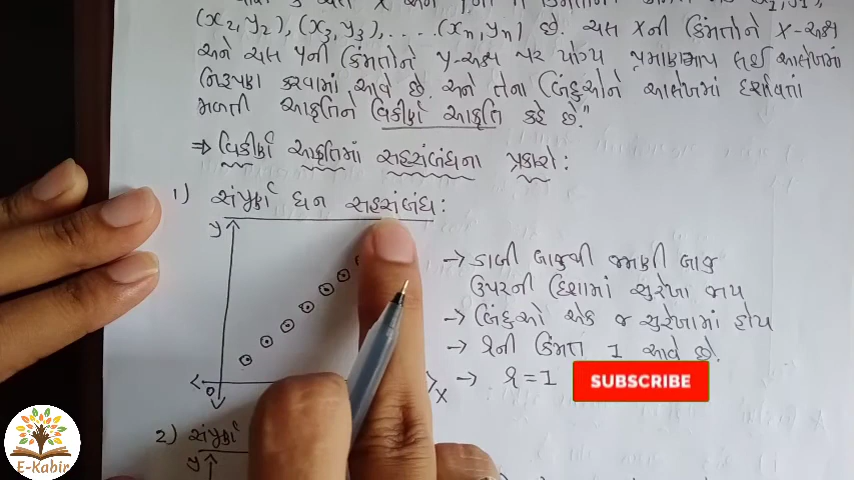 (x₂, y₂), (x₃, y₃), .... (xₙ, yₙ) છે. ચલ Xની કિંમતોને X-અક્ષ
અને ચલ Yની કિંમતોને Y-અક્ષ પર યોગ્ય પ્રમાણમાપ લઈ આલેખમાં
નિરૂપણ કરવામાં આવે છે. અને તેના બિંદુઓને આલેખમાં દર્શાવતાં
મળતી આકૃતિને વિકીર્ણ આકૃતિ કહે છે."
⇒ વિકીર્ણ આકૃતિમાં સહસંબંધના પ્રકારો:
1) સંપૂર્ણ ધન સહસંબંધ:
y
→ ડાબી બાજુથી જમણી બાજુ
ઉપરની દિશામાં સુરેખા જાય
→ બિંદુઓ એક જ સુરેખામાં હોય
→ રની કિંમત 1 આવે છે.
→ ર=1
SUBSCRIBE
0
X
2) સંપૂર્ણ
y
E-Kabir